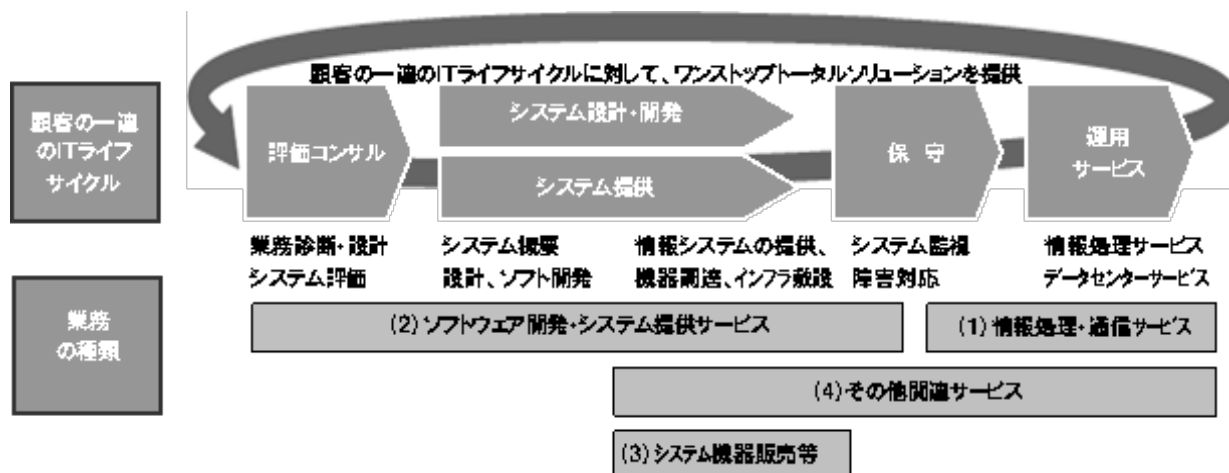 顧客の一連のITライフサイクルに対して、ワンストップトータルソリューションを提供
顧客の一連
のITライフ
サイクル
評価コンサル
システム設計・開発
システム提供
保 守
運用
サービス
業務診断・設計
システム評価
システム概要
設計、ソフト開発
情報システムの提供、
機器調達、インフラ敷設
システム監視
障害対応
情報処理サービス
データセンターサービス
業務
の種類
(2)ソフトウェア開発・システム提供サービス
(1)情報処理・通信サービス
(4)その他関連サービス
(3)システム機器販売等